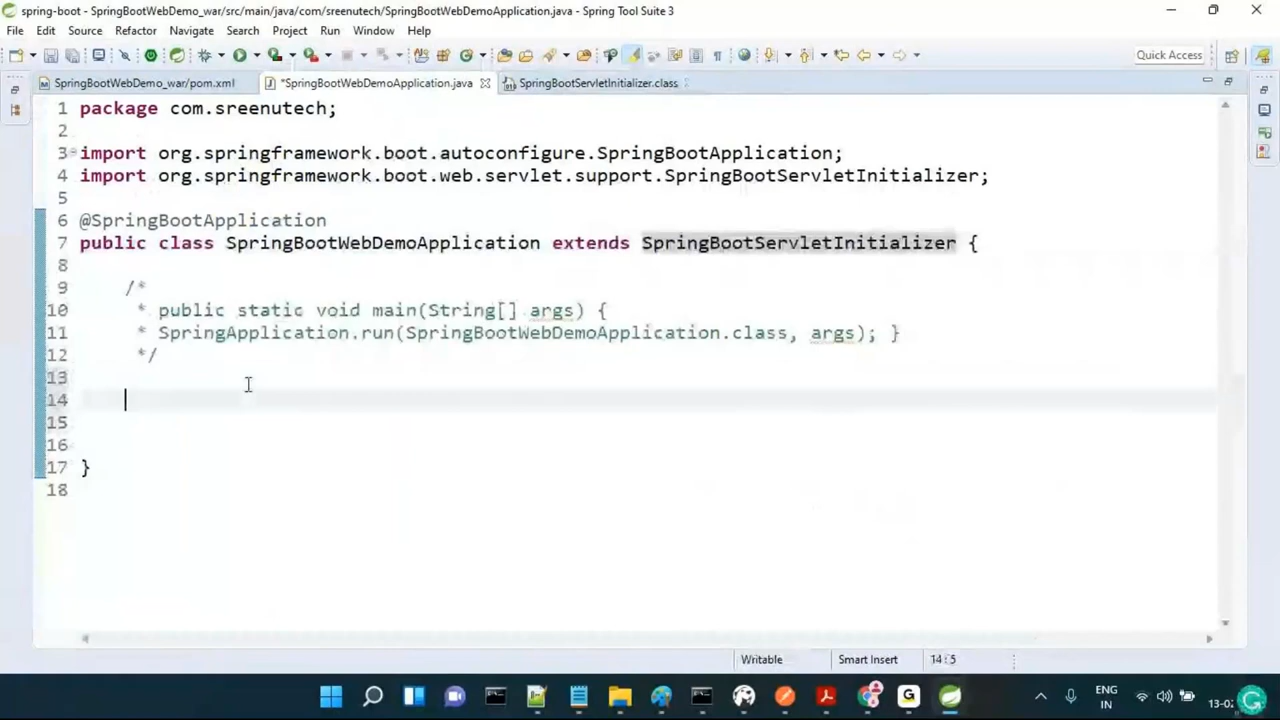 spring-boot - SpringBootWebDemo_war/src/main/java/com/sreenutech/SpringBootWebDemoApplication.java - Spring Tool Suite 3
File Edit Source Refactor Navigate Search Project Run Window Help
Quick Access
SpringBootWebDemo_war/pom.xml *SpringBootWebDemoApplication.java SpringBootServletInitializer.class
1 package com.sreenutech;
2
3 import org.springframework.boot.autoconfigure.SpringBootApplication;
4 import org.springframework.boot.web.servlet.support.SpringBootServletInitializer;
5
6 @SpringBootApplication
7 public class SpringBootWebDemoApplication extends SpringBootServletInitializer {
8
9 /*
10 * public static void main(String[] args) {
11 * SpringApplication.run(SpringBootWebDemoApplication.class, args); }
12 */
13
14
15
16
17 }
18
Writable Smart Insert 14:5
ENG
IN
13-02